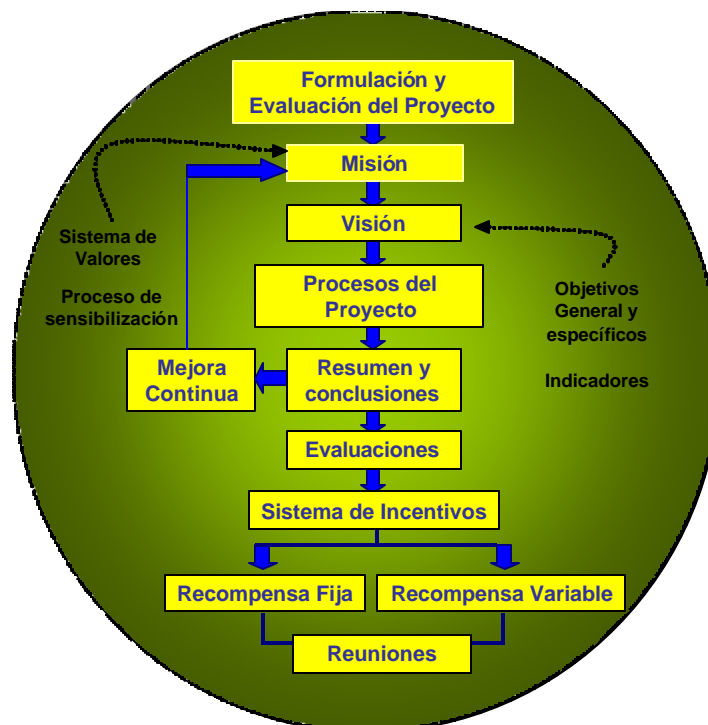 Formulación y
Evaluación del Proyecto
Misión
Visión
Sistema de
Valores
Proceso de
sensibilización
Procesos del
Proyecto
Objetivos
General y
específicos
Indicadores
Mejora
Continua
Resumen y
conclusiones
Evaluaciones
Sistema de Incentivos
Recompensa Fija
Recompensa Variable
Reuniones